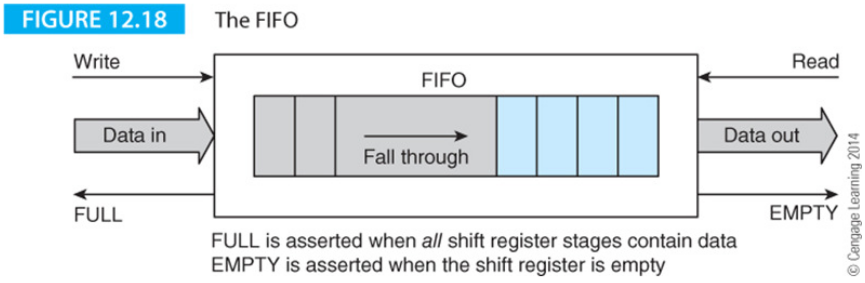 FIGURE 12.18 The FIFO
Write
Read
FIFO
Data in
Fall through
Data out
FULL
EMPTY
FULL is asserted when all shift register stages contain data
EMPTY is asserted when the shift register is empty
© Cengage Learning 2014